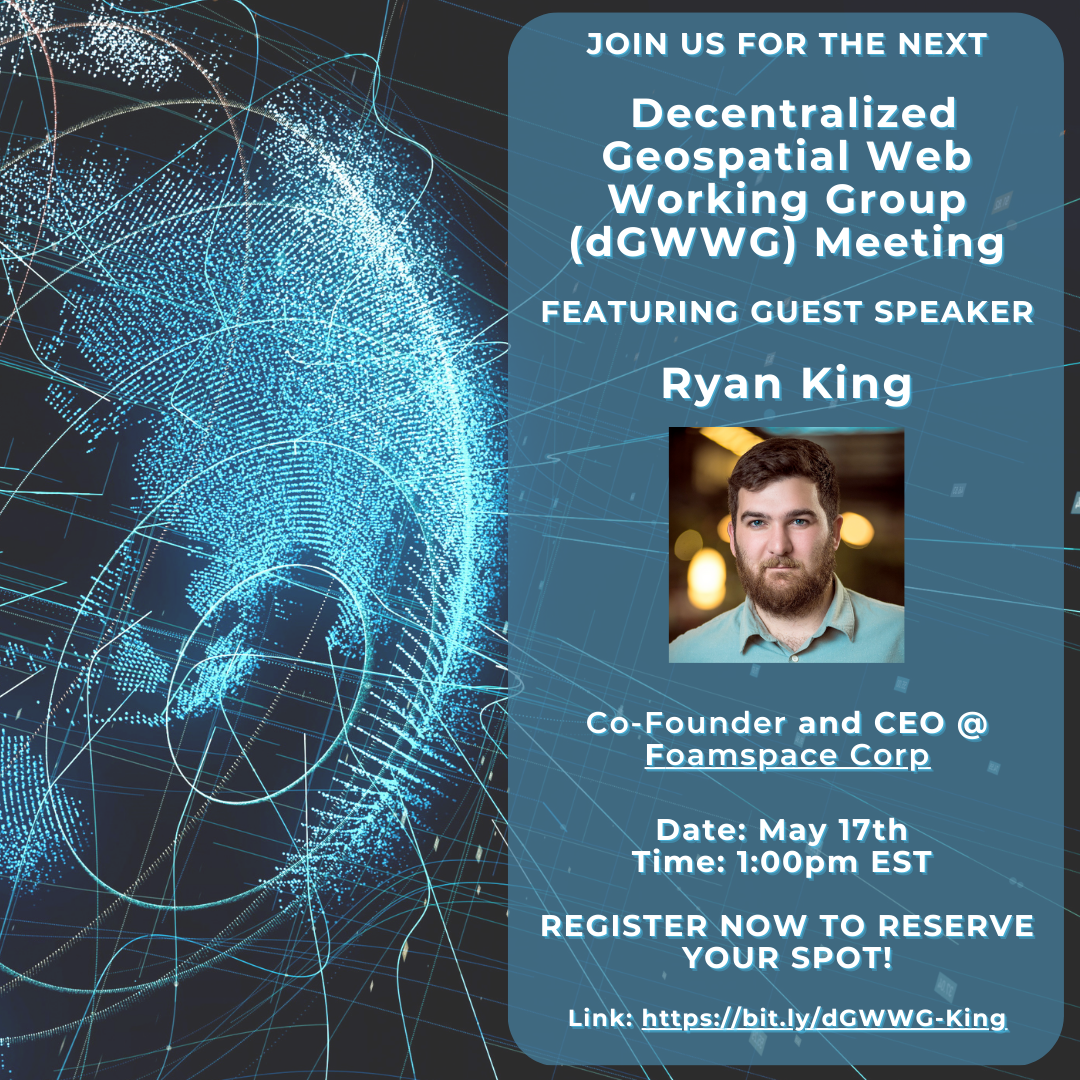 JOIN US FOR THE NEXT
Decentralized
Geospatial Web
Working Group
(dGWWG) Meeting
FEATURING GUEST SPEAKER
Ryan King
Co-Founder and CEO @
Foamspace Corp
Date: May 17th
Time: 1:00pm EST
REGISTER NOW TO RESERVE
YOUR SPOT!
Link: https://bit.ly/dGWWG-King